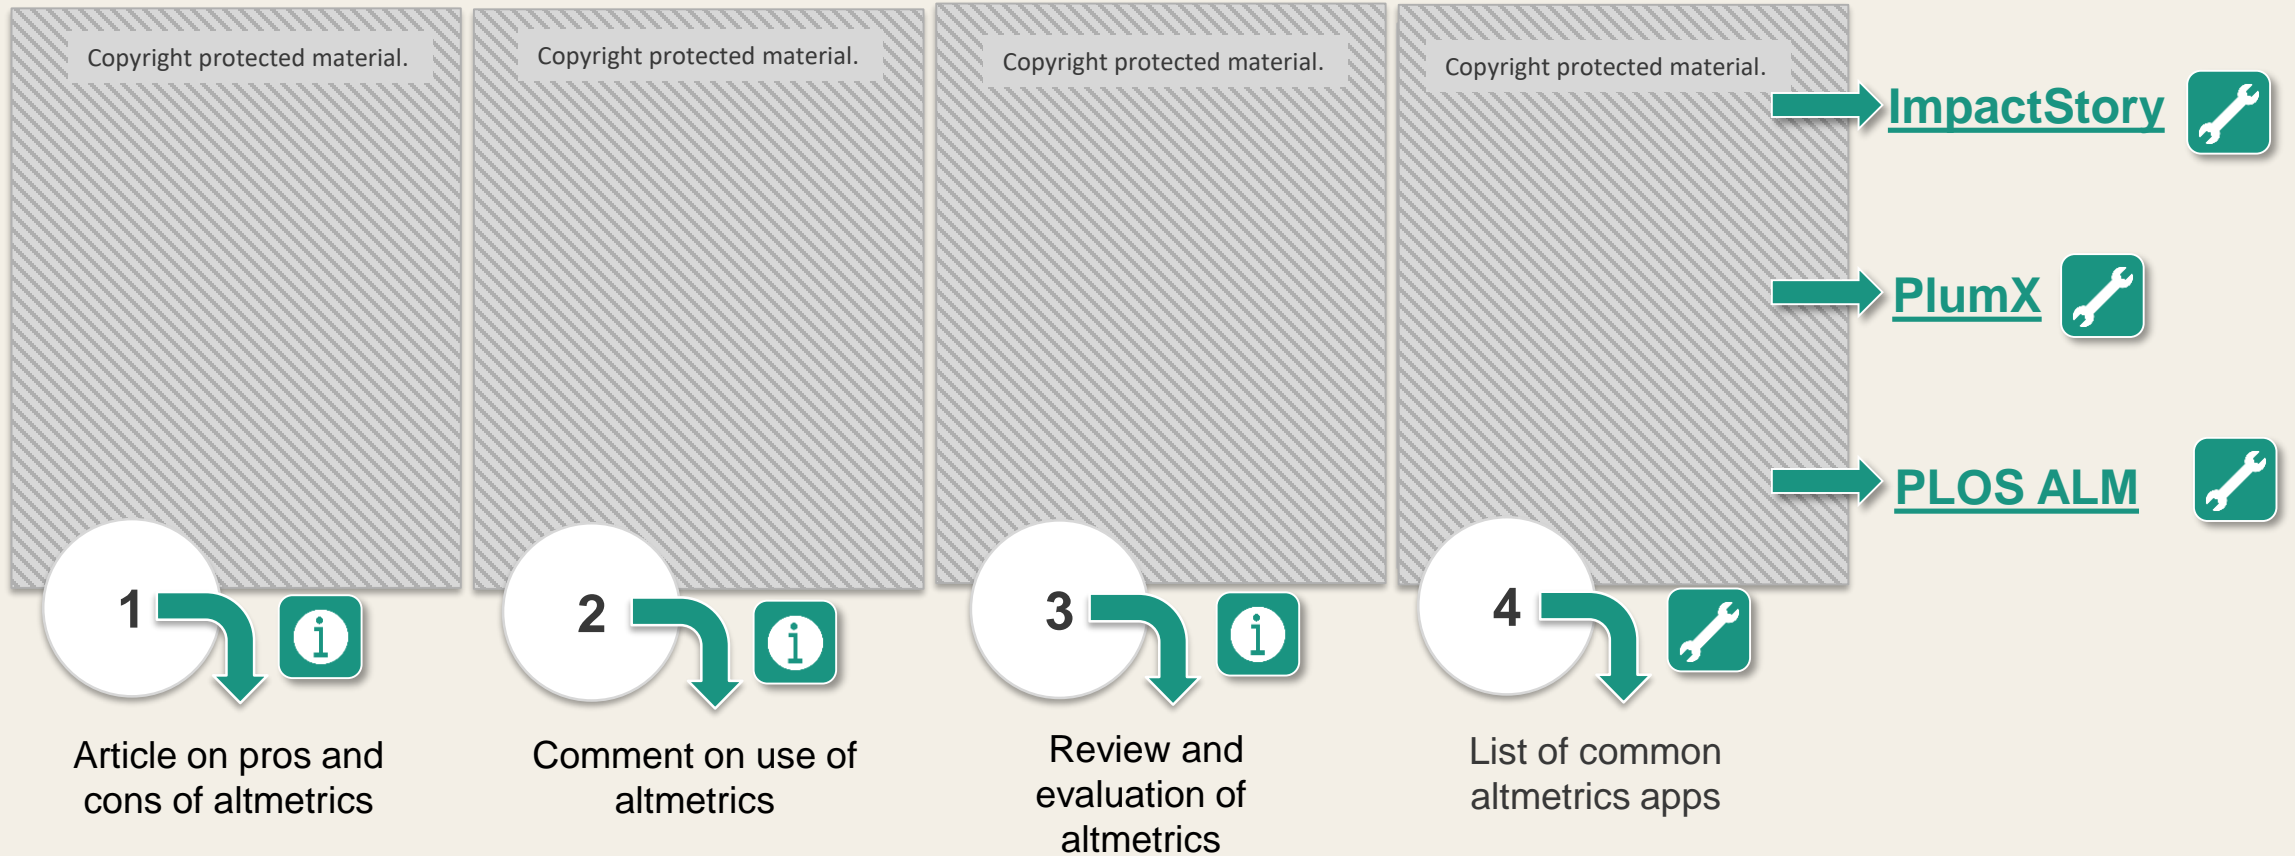 Copyright protected material.
Copyright protected material.
Copyright protected material.
Copyright protected material.
ImpactStory
PlumX
PLOS ALM
1
i
2
i
3
i
4
Article on pros and
cons of altmetrics
Comment on use of
altmetrics
Review and
evaluation of
altmetrics
List of common
altmetrics apps